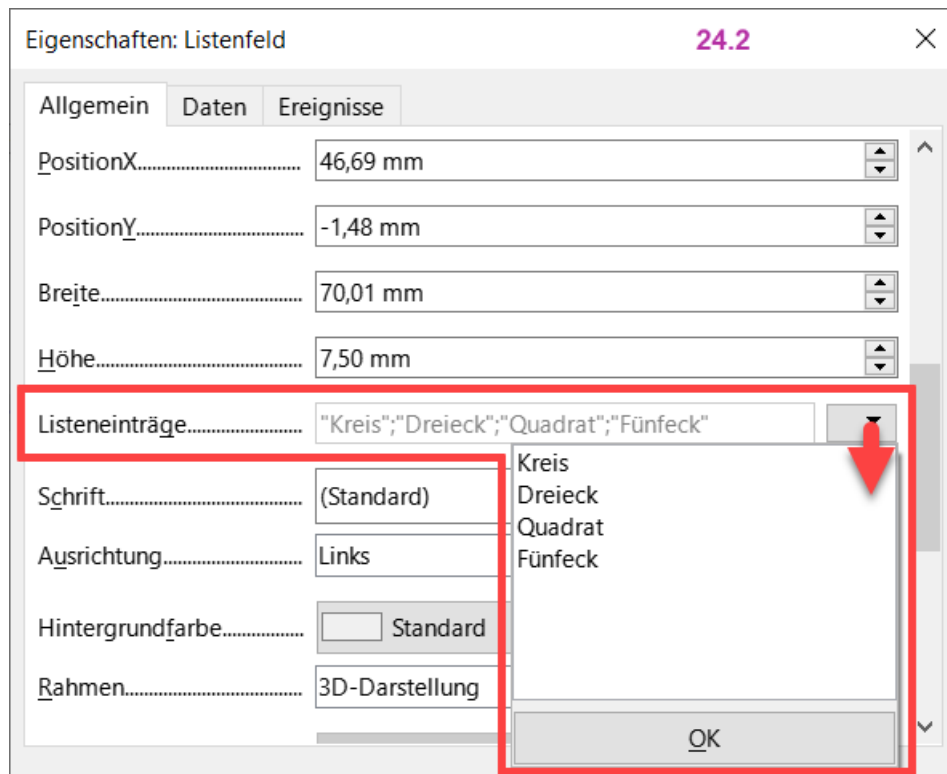 Eigenschaften: Listenfeld 24.2
Allgemein Daten Ereignisse
PositionX 46,69 mm
PositionY -1,48 mm
Breite 70,01 mm
Höhe 7,50 mm
Listeneinträge "Kreis";"Dreieck";"Quadrat";"Fünfeck"
Kreis
Dreieck
Quadrat
Fünfeck
OK
Schrift (Standard)
Ausrichtung Links
Hintergrundfarbe Standard
Rahmen 3D-Darstellung